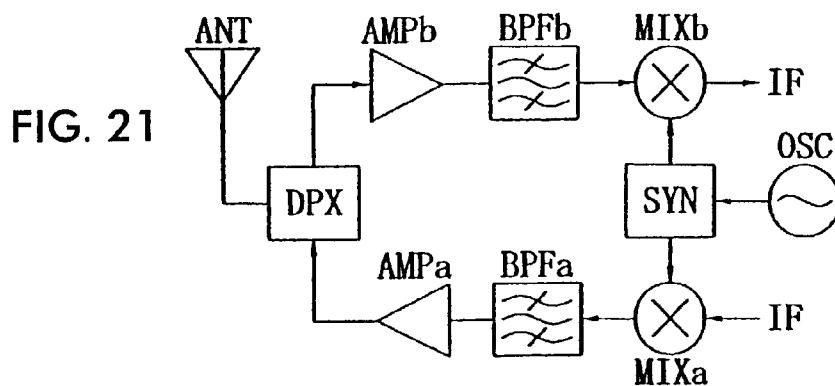 FIG. 21
ANT
AMPb
BPFb
MIXb
IF
OSC
DPX
SYN
AMPa
BPFa
MIXa
IF